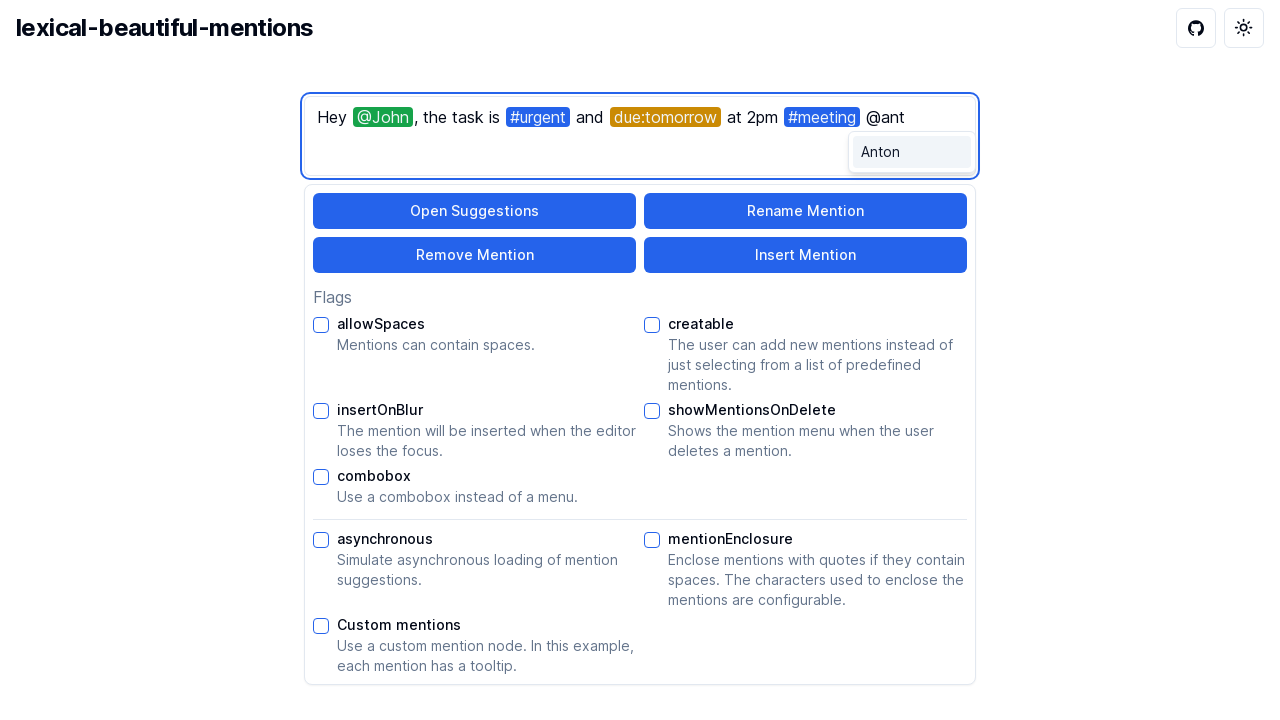 lexical-beautiful-mentions
Hey @John, the task is #urgent and due:tomorrow at 2pm #meeting @ant
Anton
Open Suggestions
Rename Mention
Remove Mention
Insert Mention
Flags
allowSpaces
Mentions can contain spaces.
creatable
The user can add new mentions instead of
just selecting from a list of predefined
mentions.
insertOnBlur
The mention will be inserted when the editor
loses the focus.
showMentionsOnDelete
Shows the mention menu when the user
deletes a mention.
combobox
Use a combobox instead of a menu.
asynchronous
Simulate asynchronous loading of mention
suggestions.
mentionEnclosure
Enclose mentions with quotes if they contain
spaces. The characters used to enclose the
mentions are configurable.
Custom mentions
Use a custom mention node. In this example,
each mention has a tooltip.